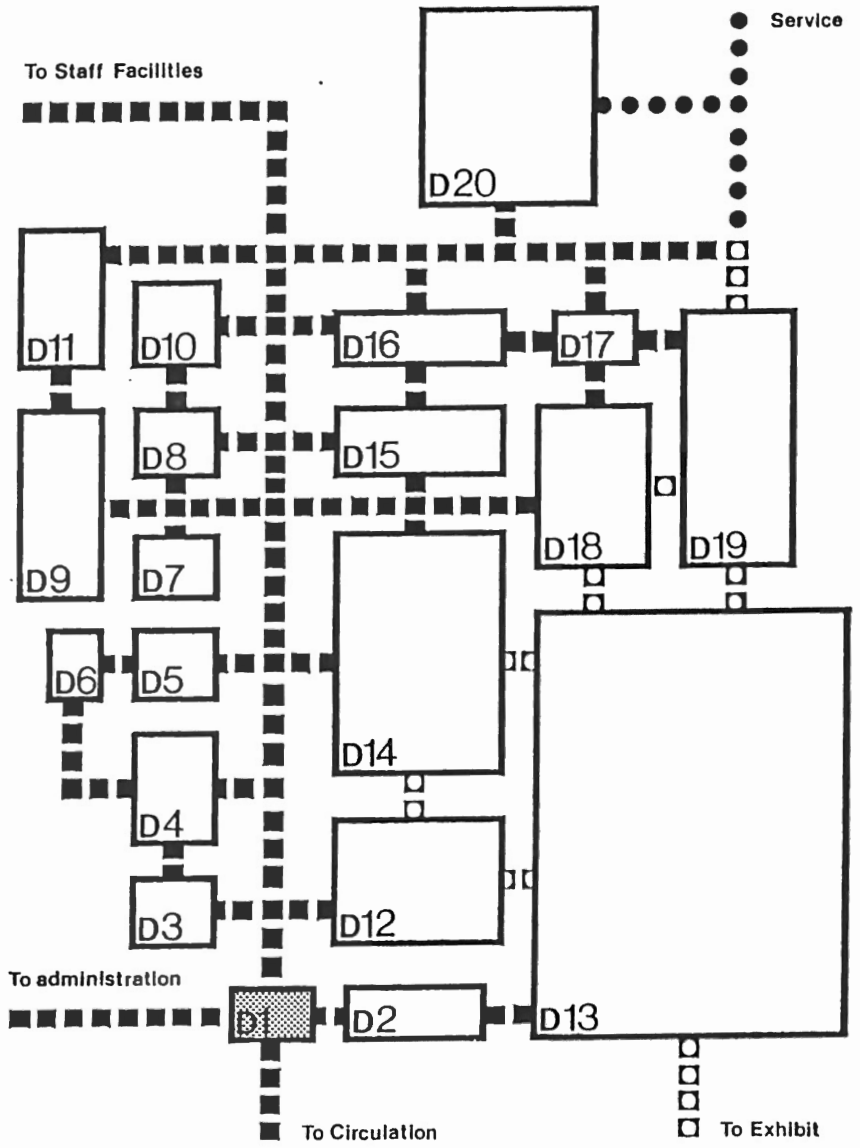 Service
To Staff Facilities
D20
D11
D10
D16
D17
D8
D15
D9
D7
D18
D19
D6
D5
D14
D4
D3
D12
To administration
D1
D2
D13
To Circulation
To Exhibit